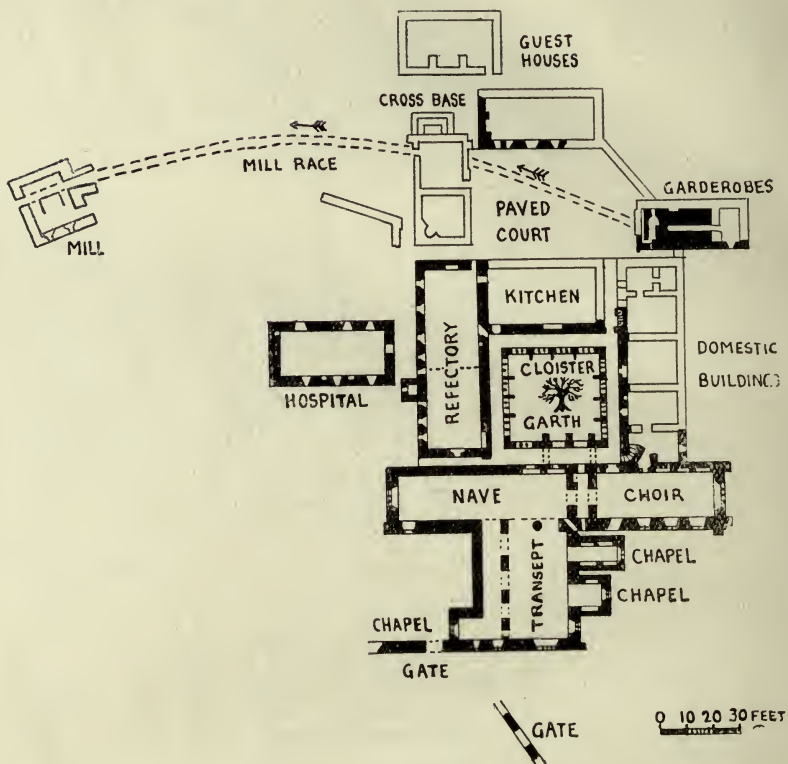 GUEST
HOUSES
CROSS BASE
MILL RACE
GARDEROBES
PAVED
COURT
MILL
KITCHEN
REFECTORY
CLOISTER
GARTH
DOMESTIC
BUILDINGS
HOSPITAL
NAVE
CHOIR
TRANSEPT
CHAPEL
CHAPEL
CHAPEL
GATE
GATE
0 10 20 30 FEET